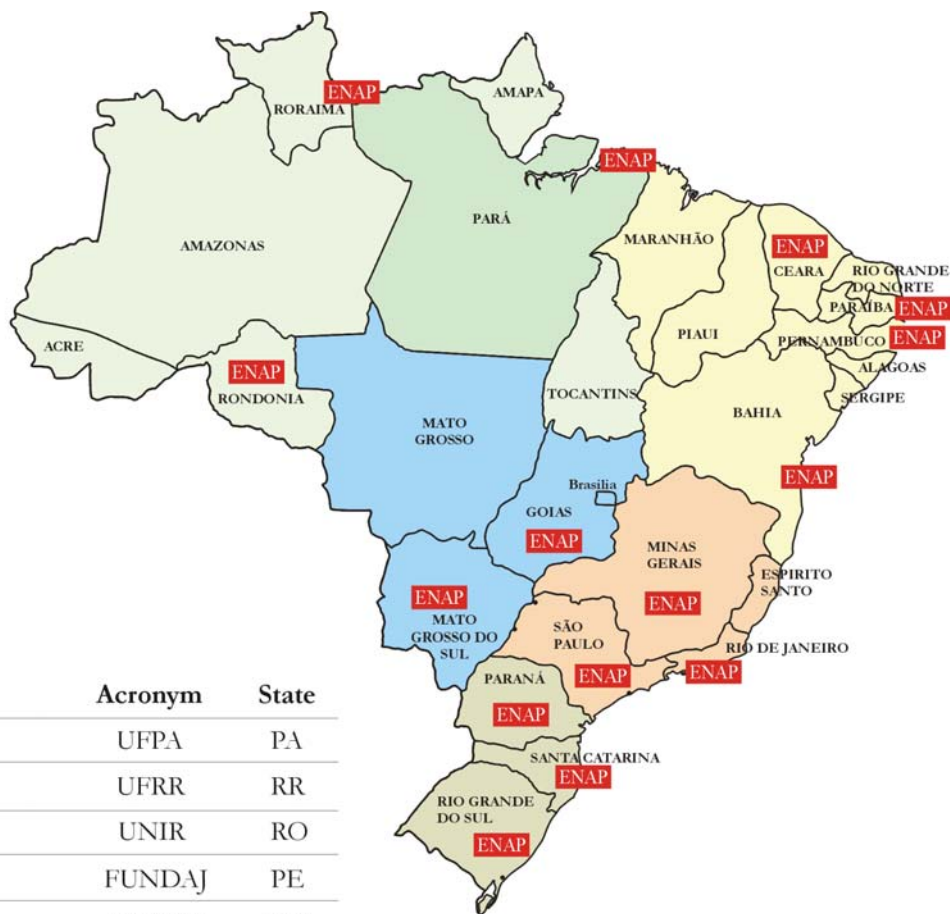 ENAP
RORAIMA
AMAPA
ENAP
PARÁ
AMAZONAS
MARANHÃO
ENAP
CEARA
RIO GRANDE
DO NORTE
PARAÍBA
ENAP
PIAUI
PERNAMBUCO
ENAP
ACRE
ENAP
RONDONIA
ALAGOAS
TOCANTINS
SERGIPE
BAHIA
MATO
GROSSO
ENAP
Brasilia
GOIAS
ENAP
MINAS
GERAIS
ENAP
ESPIRITO
SANTO
ENAP
MATO
GROSSO DO
SUL
SÃO
PAULO
RIO DE JANEIRO
ENAP
ENAP
PARANÁ
ENAP
SANTA CATARINA
ENAP
RIO GRANDE
DO SUL
ENAP
Acronym State
UFPA PA
UFRR RR
UNIR RO
FUNDAJ PE